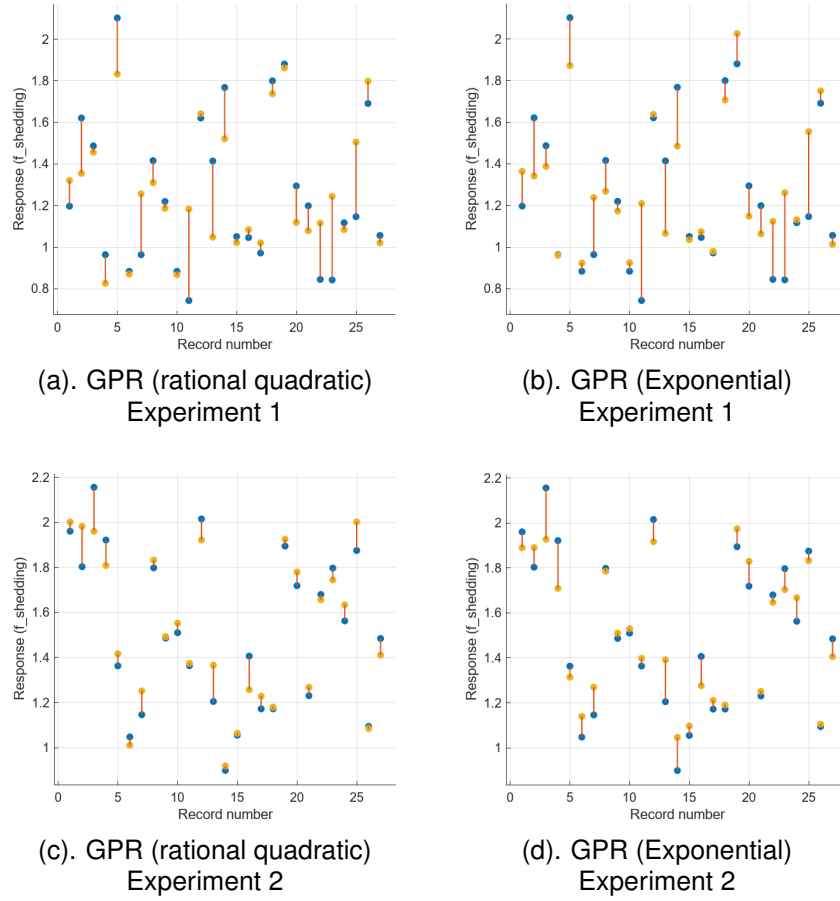 2
1.8
1.6
1.4
1.2
1
0.8
Response (f_shedding)
0 5 10 15 20 25
Record number
(a). GPR (rational quadratic)
Experiment 1
2
1.8
1.6
1.4
1.2
1
0.8
Response (f_shedding)
0 5 10 15 20 25
Record number
(b). GPR (Exponential)
Experiment 1
2.2
2
1.8
1.6
1.4
1.2
1
Response (f_shedding)
0 5 10 15 20 25
Record number
(c). GPR (rational quadratic)
Experiment 2
2.2
2
1.8
1.6
1.4
1.2
1
Response (f_shedding)
0 5 10 15 20 25
Record number
(d). GPR (Exponential)
Experiment 2